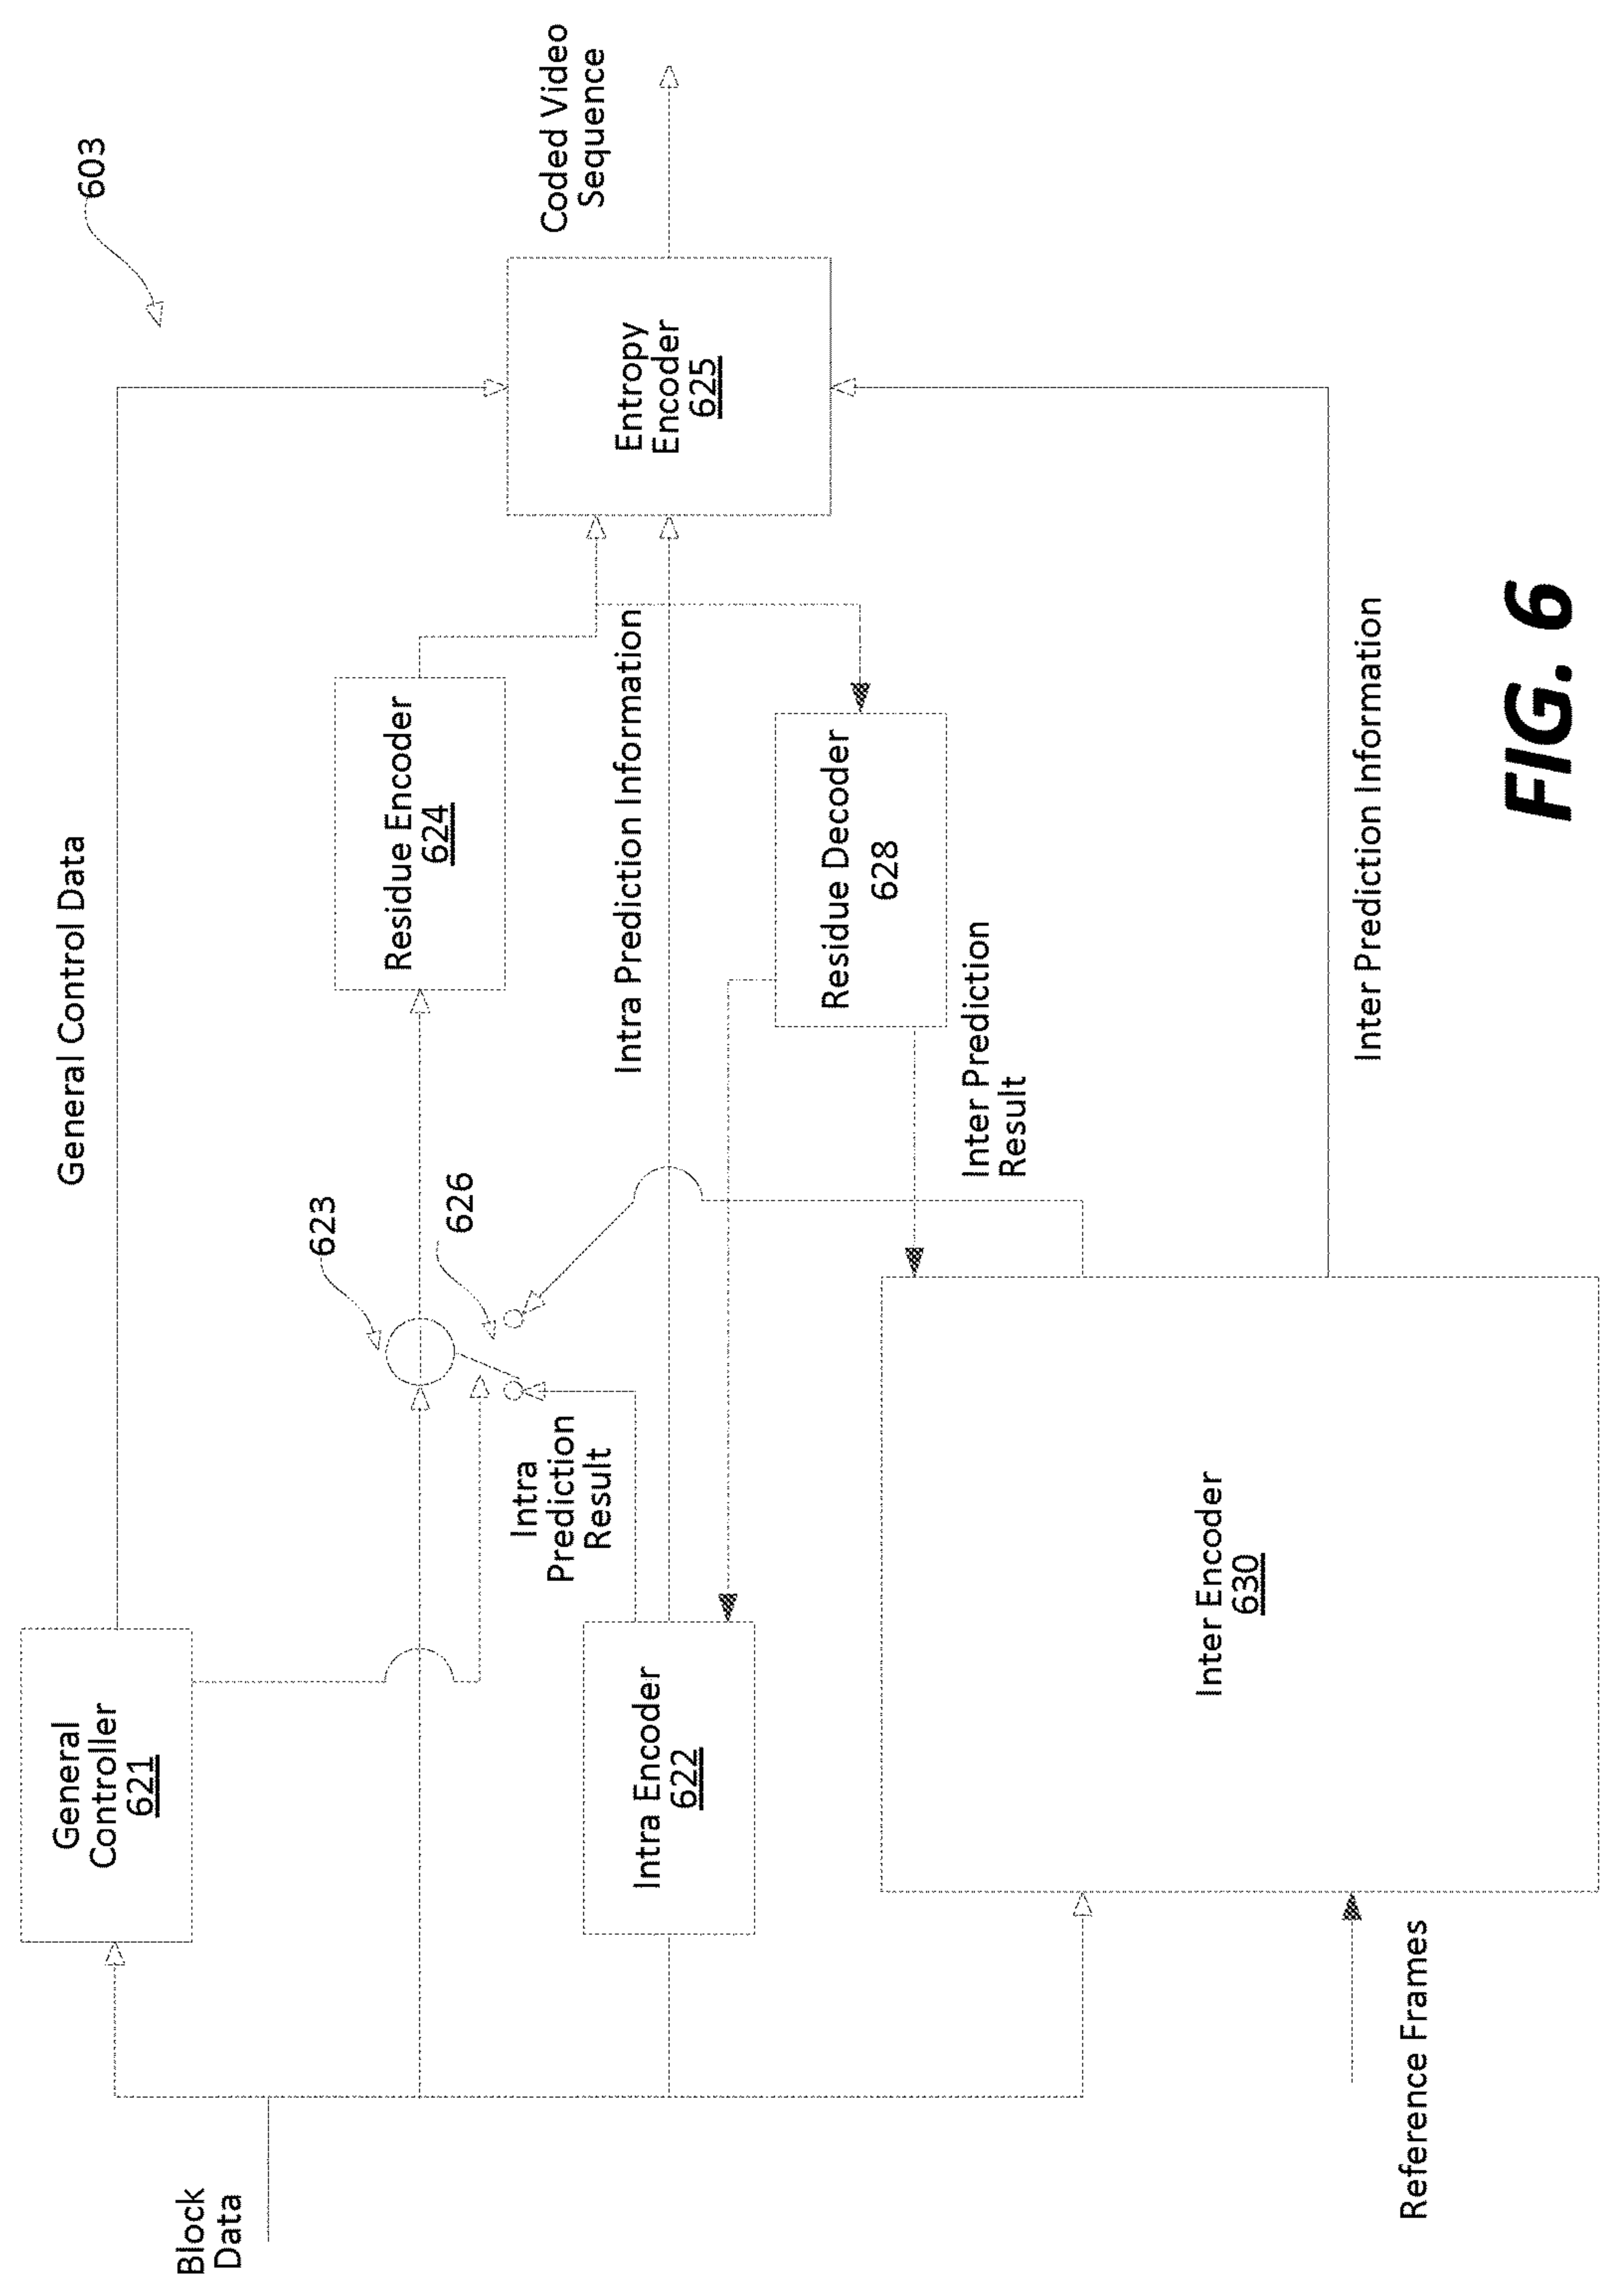 603
General Control Data
General
Controller
621
Block
Data
623
626
Residue Encoder
624
Coded Video
Sequence
Entropy
Encoder
625
Intra
Prediction
Result
Intra Prediction Information
Intra Encoder
622
Residue Decoder
628
Inter Prediction
Result
Inter Encoder
630
Inter Prediction Information
Reference Frames
FIG. 6